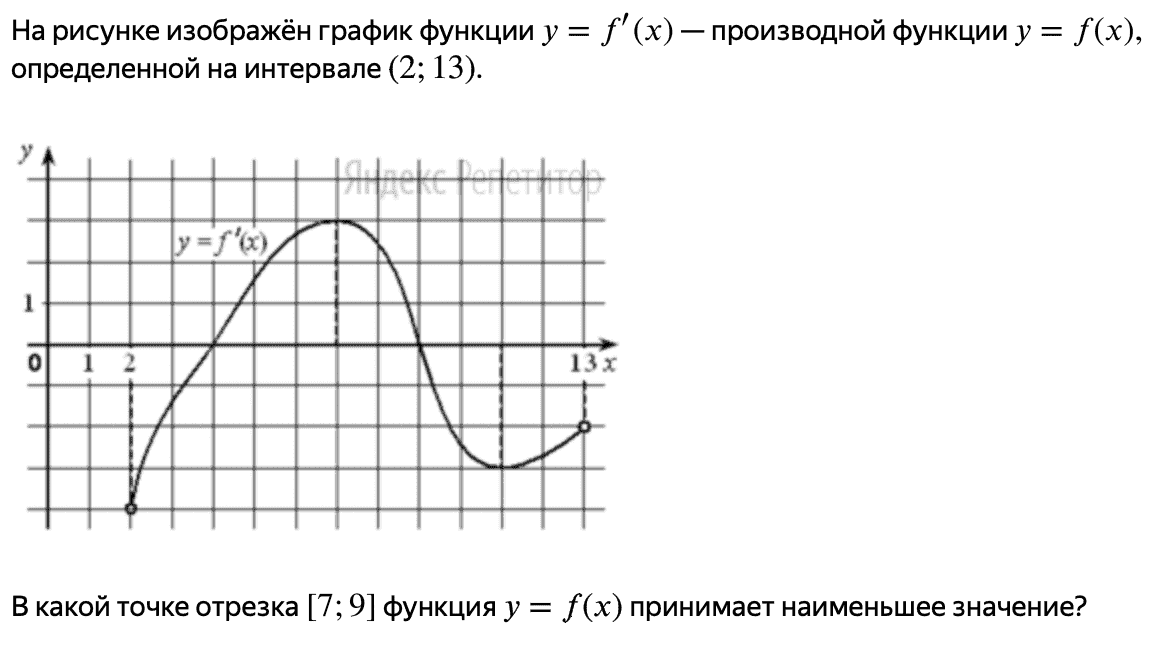 На рисунке изображён график функции y = f′(x) — производной функции y = f(x),
определенной на интервале (2; 13).
y
Яндекс Репетитор
y = f′(x)
1
0 1 2 13 x
В какой точке отрезка [7; 9] функция y = f(x) принимает наименьшее значение?